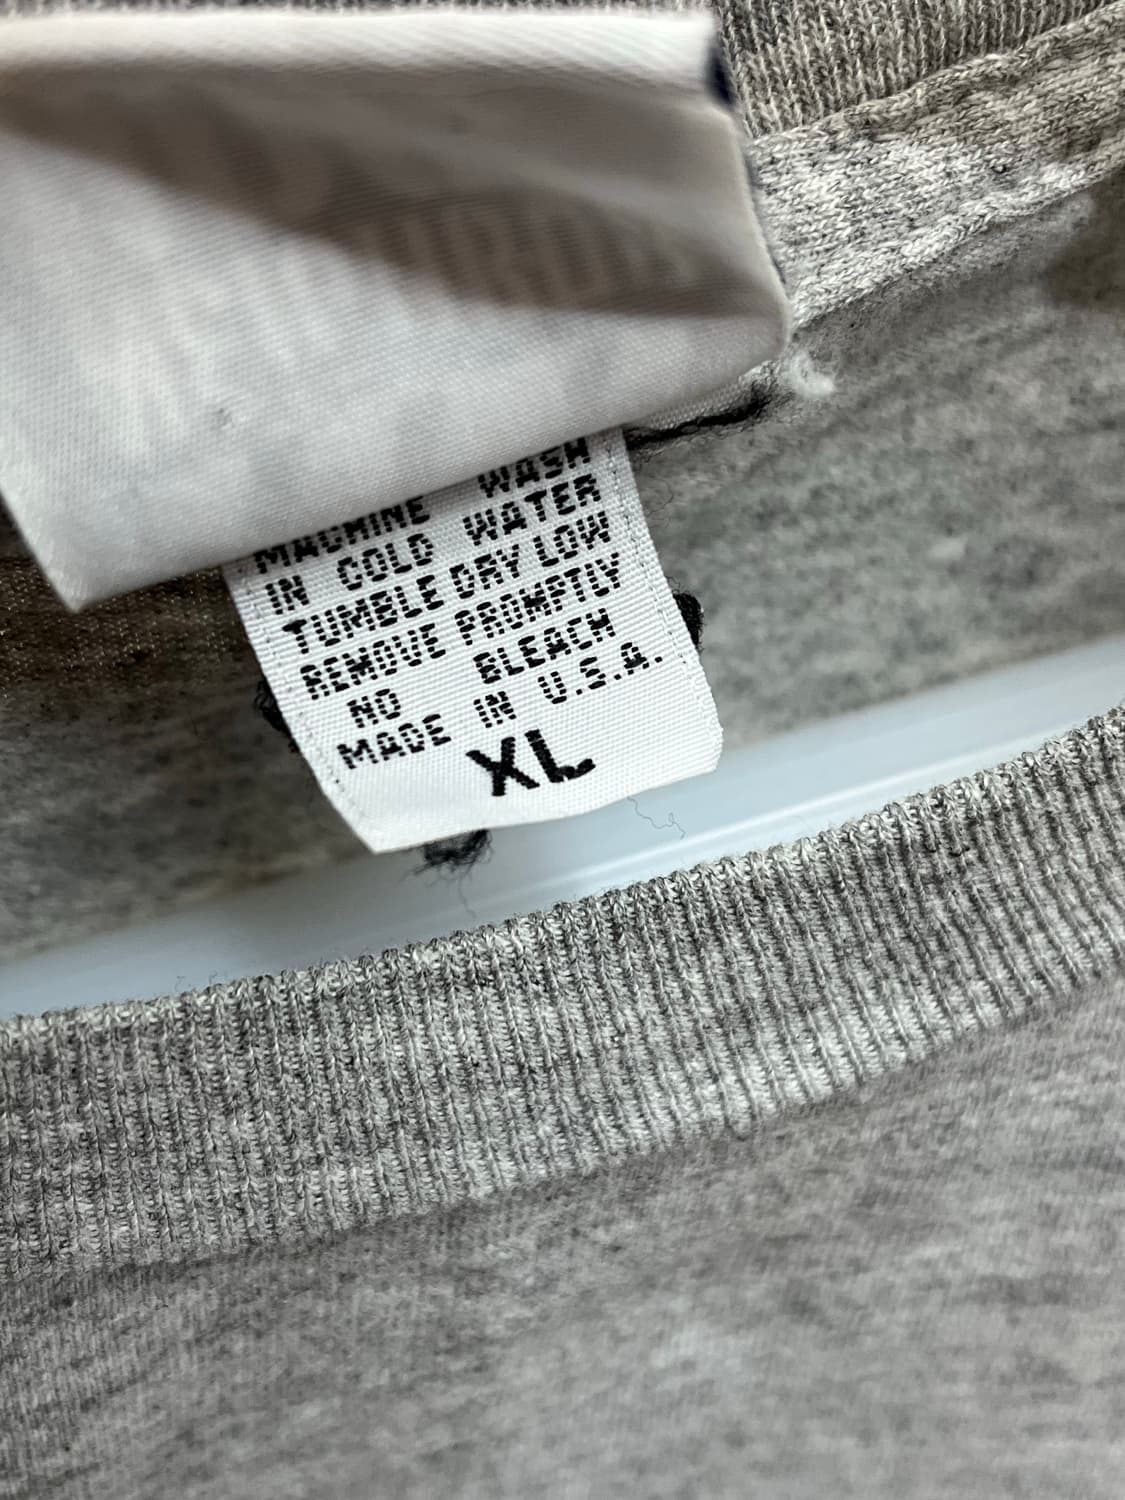 MACHINE WASH
IN COLD WATER
TUMBLE DRY LOW
REMOVE PROMPTLY
NO BLEACH
MADE IN U.S.A.
XL